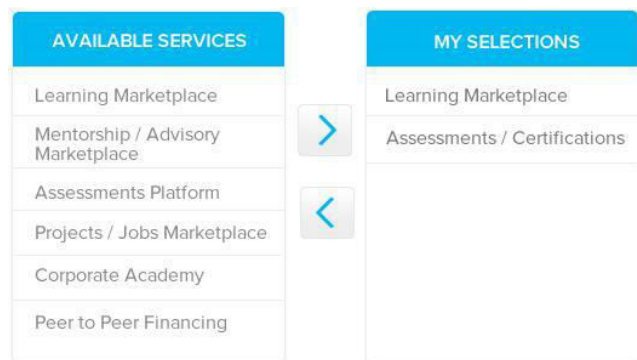 AVAILABLE SERVICES
Learning Marketplace
Mentorship / Advisory
Marketplace
Assessments Platform
Projects / Jobs Marketplace
Corporate Academy
Peer to Peer Financing
MY SELECTIONS
Learning Marketplace
Assessments / Certifications